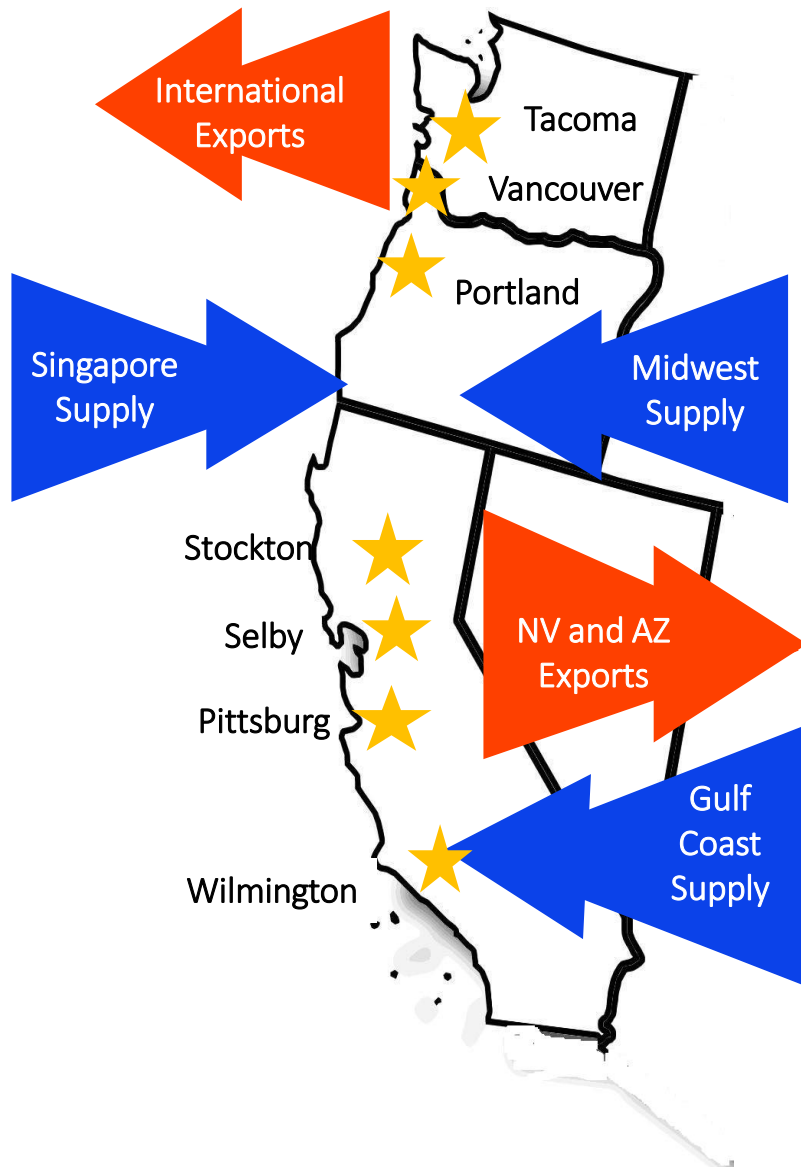 International
Exports
Tacoma
Vancouver
Portland
Singapore
Supply
Midwest
Supply
Stockton
Selby
NV and AZ
Exports
Pittsburg
Gulf
Coast
Supply
Wilmington